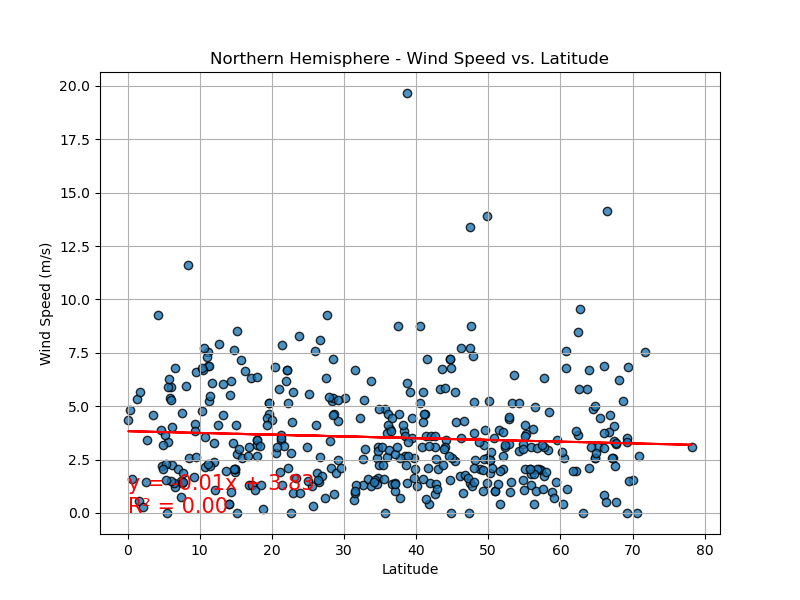 Northern Hemisphere - Wind Speed vs. Latitude
20.0
17.5
15.0
12.5
10.0
7.5
5.0
2.5
0.0
Wind Speed (m/s)
y = -0.01x + 3.83
R² = 0.00
0 10 20 30 40 50 60 70 80
Latitude